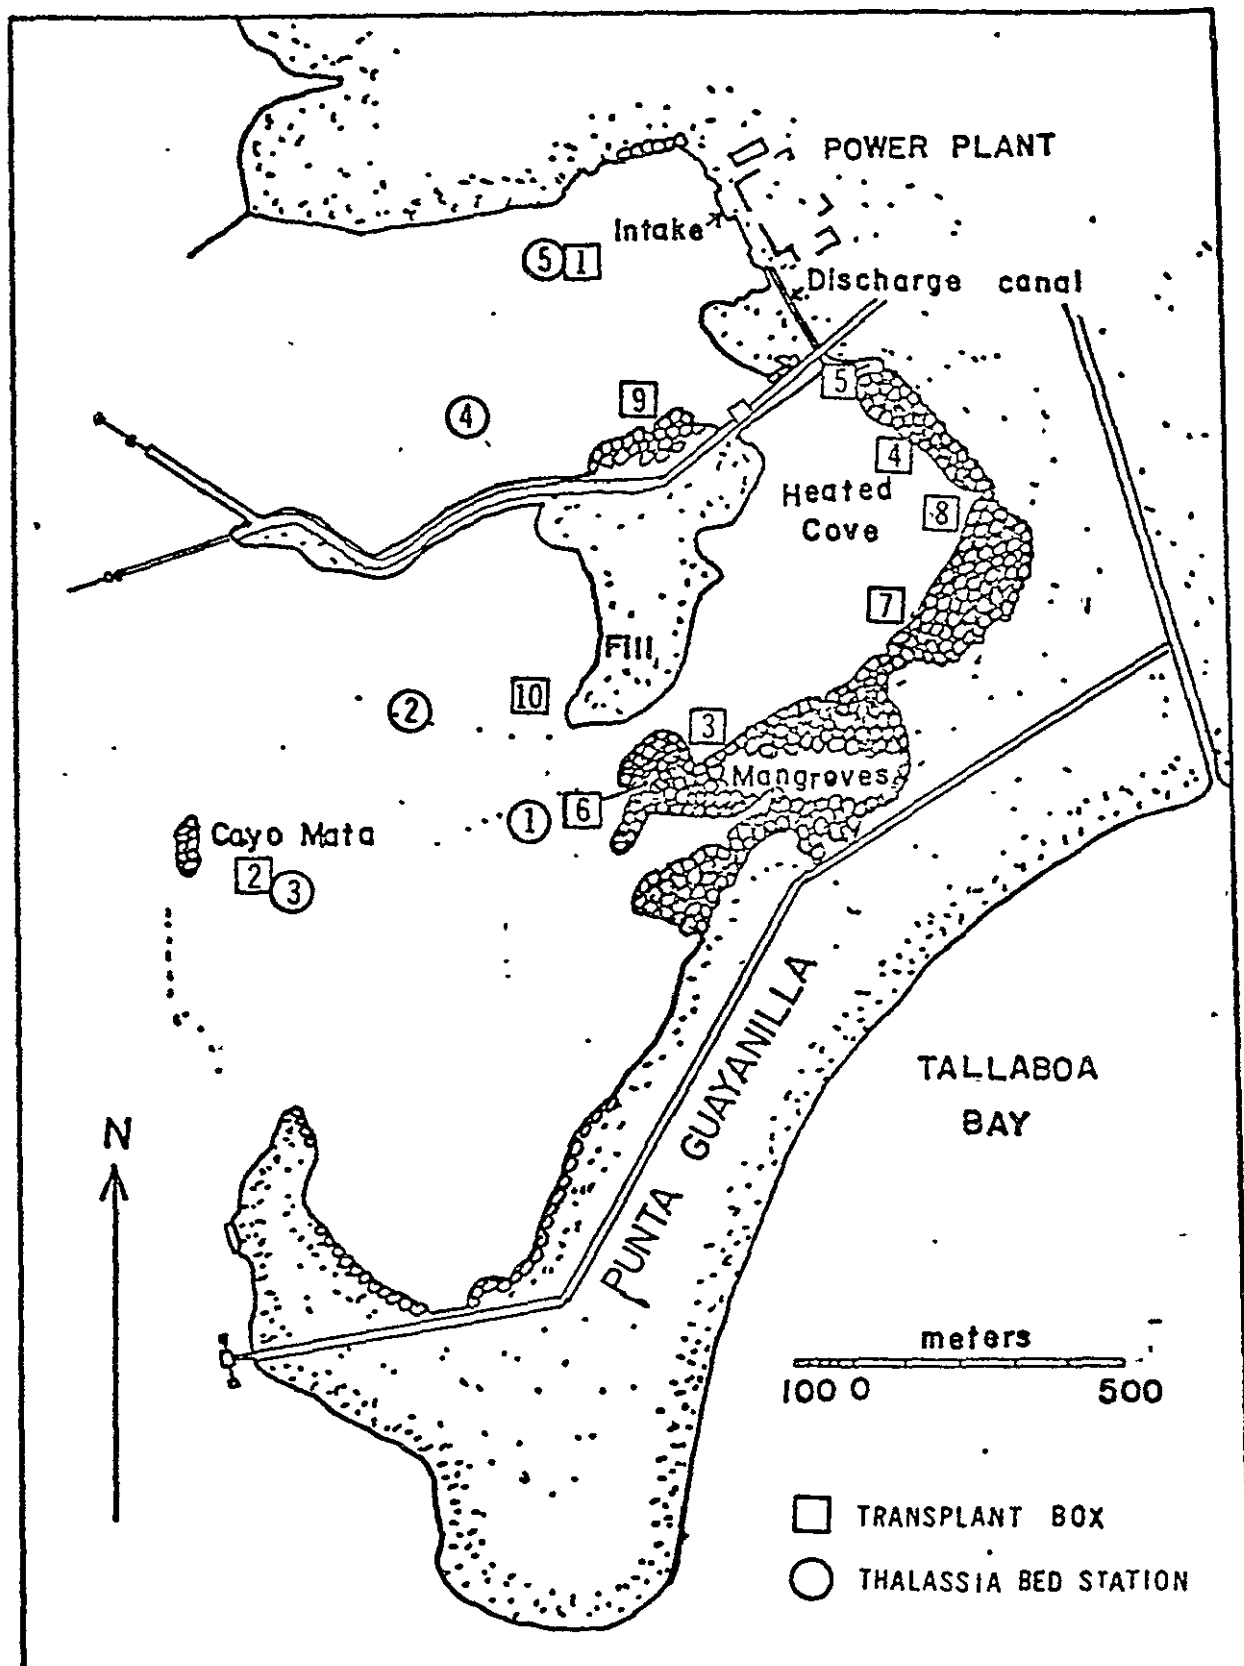 POWER PLANT
Intake
5 1
Discharge canal
5
9
4
4
Heated
Cove
8
7
Fill
10
2
3
Mangroves
6
1
Cayo Mata
2
3
PUNTA GUAYANILLA
TALLABOA
BAY
N
meters
100 0 500
TRANSPLANT BOX
THALASSIA BED STATION